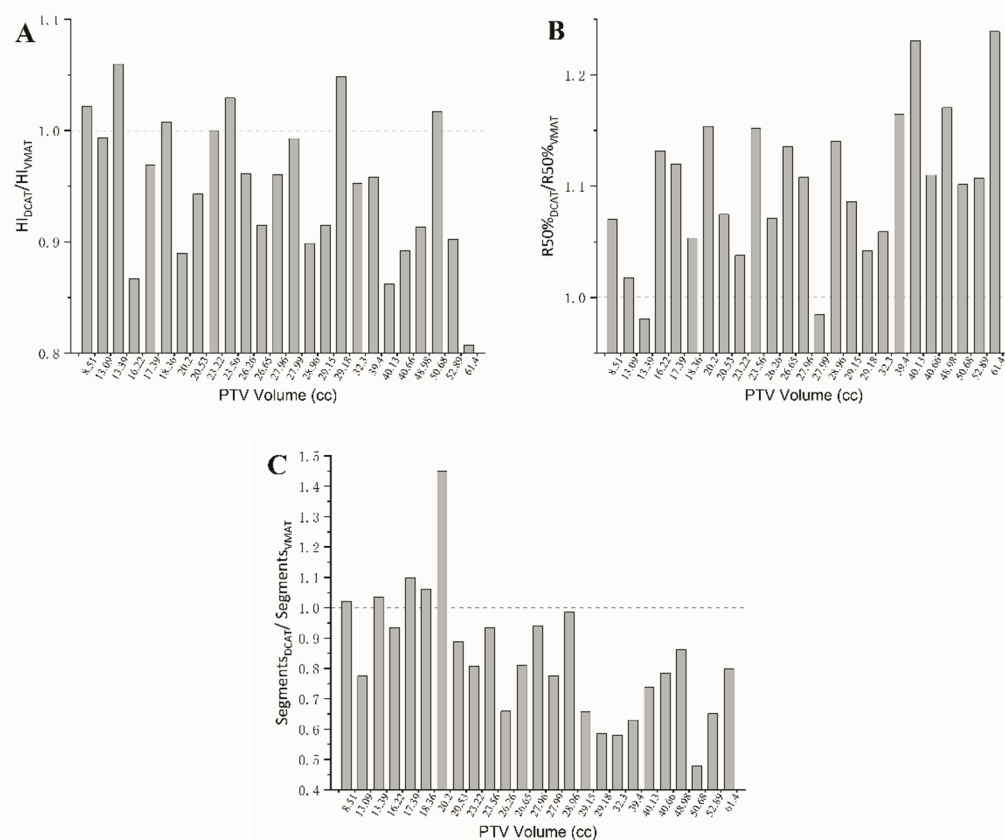 A
1.1
1.0
0.9
0.8
HI_DCAT/HI_VMAT
8.51 13.09 13.39 16.22 17.39 18.36 20.2 20.53 23.22 23.56 26.26 26.65 27.96 27.99 28.96 29.15 29.18 32.3 39.4 40.13 40.66 48.98 50.68 52.89 61.4
PTV Volume (cc)
B
1.2
1.1
1.0
R50%_DCAT/R50%_VMAT
8.51 13.09 13.39 16.22 17.39 18.36 20.2 20.53 23.22 23.56 26.26 26.65 27.96 27.99 28.96 29.15 29.18 32.3 39.4 40.13 40.66 48.98 50.68 52.89 61.4
PTV Volume (cc)
C
1.5
1.4
1.3
1.2
1.1
1.0
0.9
0.8
0.7
0.6
0.5
0.4
Segments_DCAT/ Segments_VMAT
8.51 13.09 13.39 16.22 17.39 18.36 20.2 20.53 23.22 23.56 26.26 26.65 27.96 27.99 28.96 29.15 29.18 32.3 39.4 40.13 40.66 48.98 50.68 52.89 61.4
PTV Volume (cc)